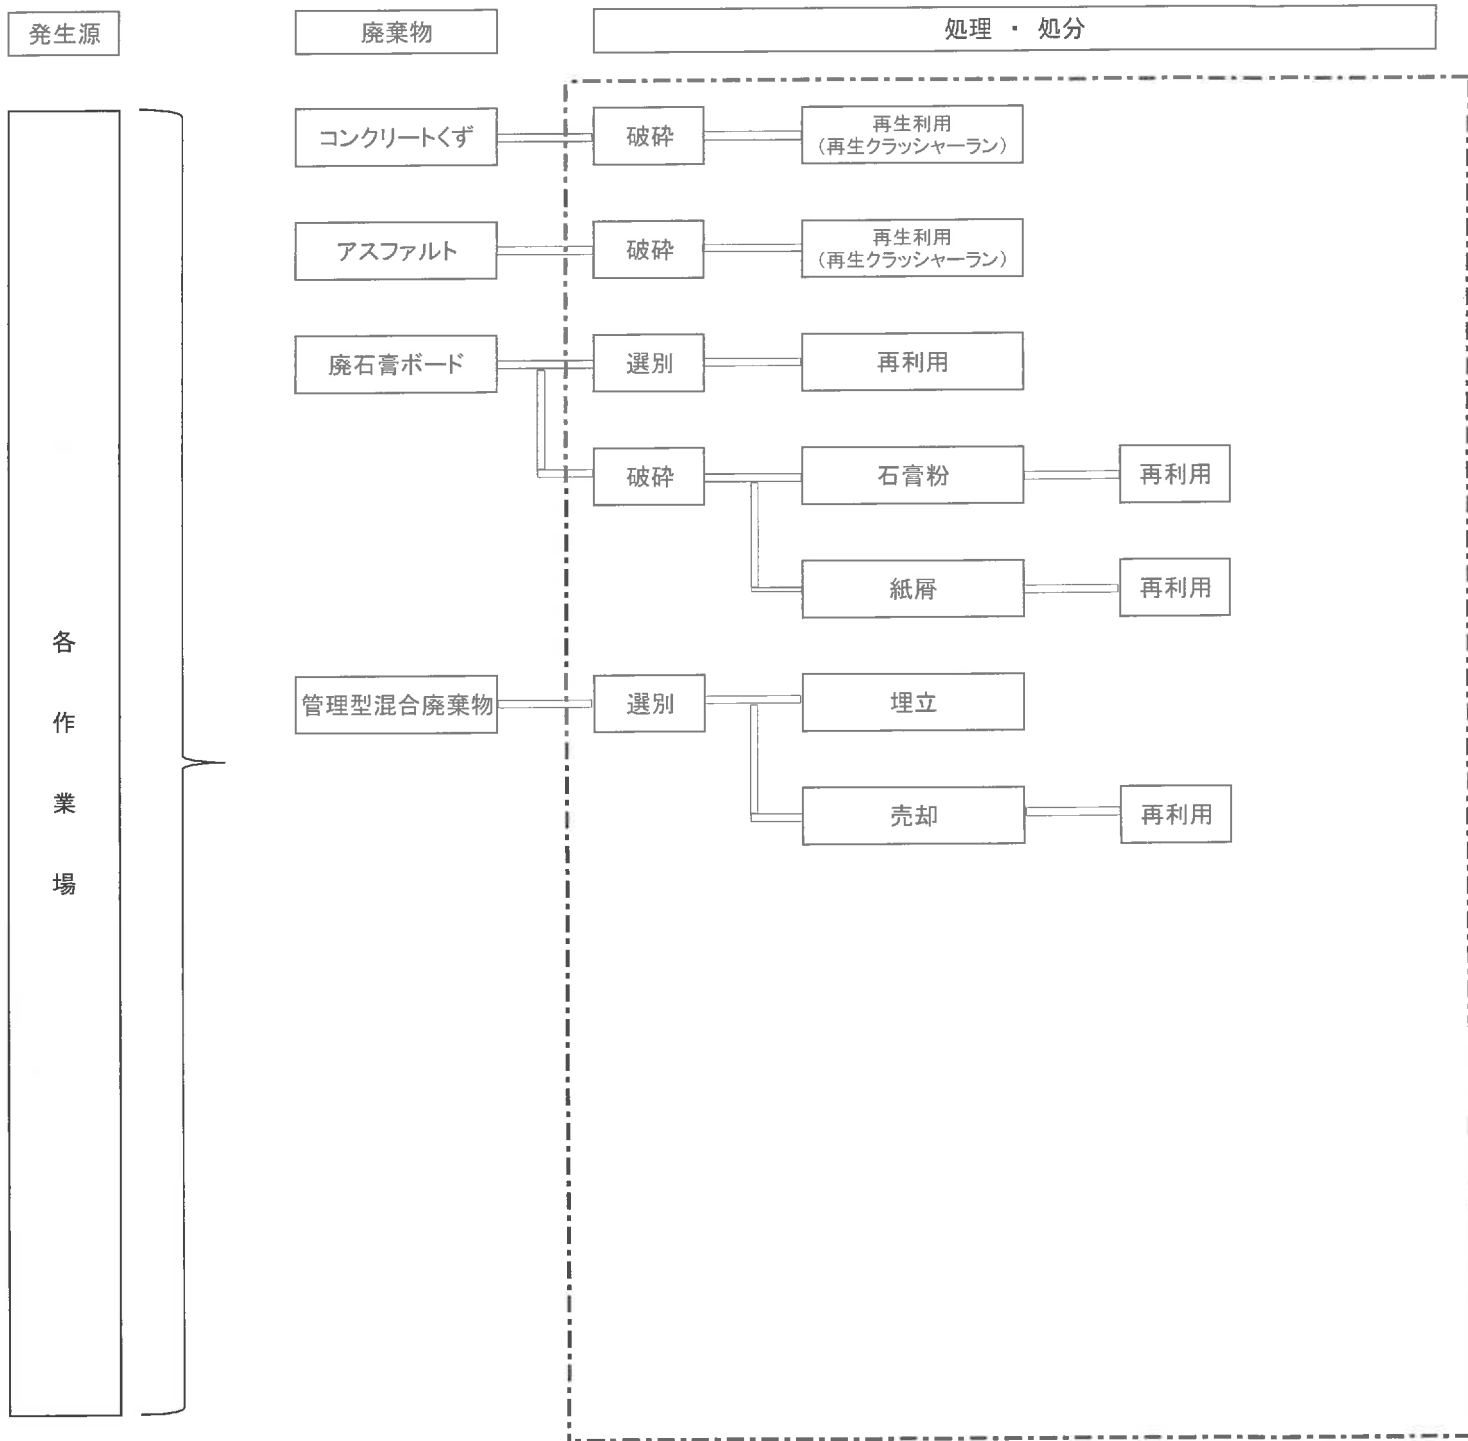 発生源
廃棄物
処理 ・ 処分
各作業場
コンクリートくず
破砕
再生利用
（再生クラッシャーラン）
アスファルト
破砕
再生利用
（再生クラッシャーラン）
廃石膏ボード
選別
再利用
破砕
石膏粉
再利用
紙屑
再利用
管理型混合廃棄物
選別
埋立
売却
再利用